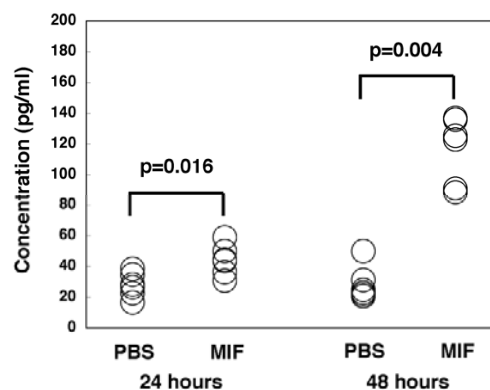 200
180
160
140
120
100
80
60
40
20
0
Concentration (pg/ml)
p=0.016
p=0.004
PBS MIF PBS MIF
24 hours 48 hours